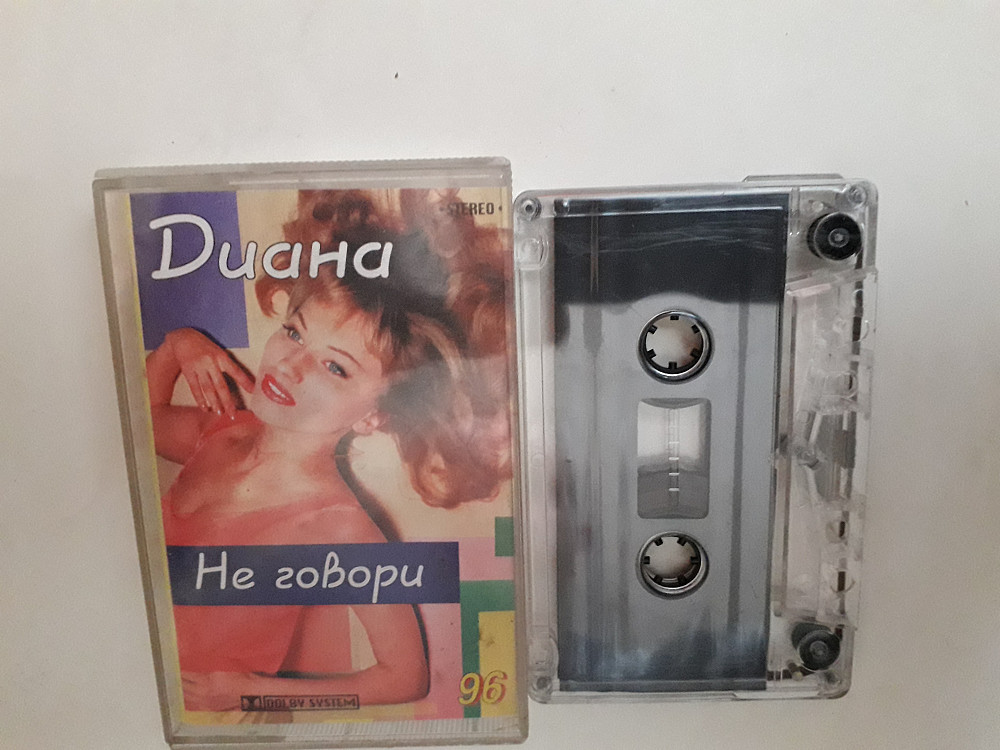 • STEREO •
Диана
Не говори
96
DOLBY SYSTEM